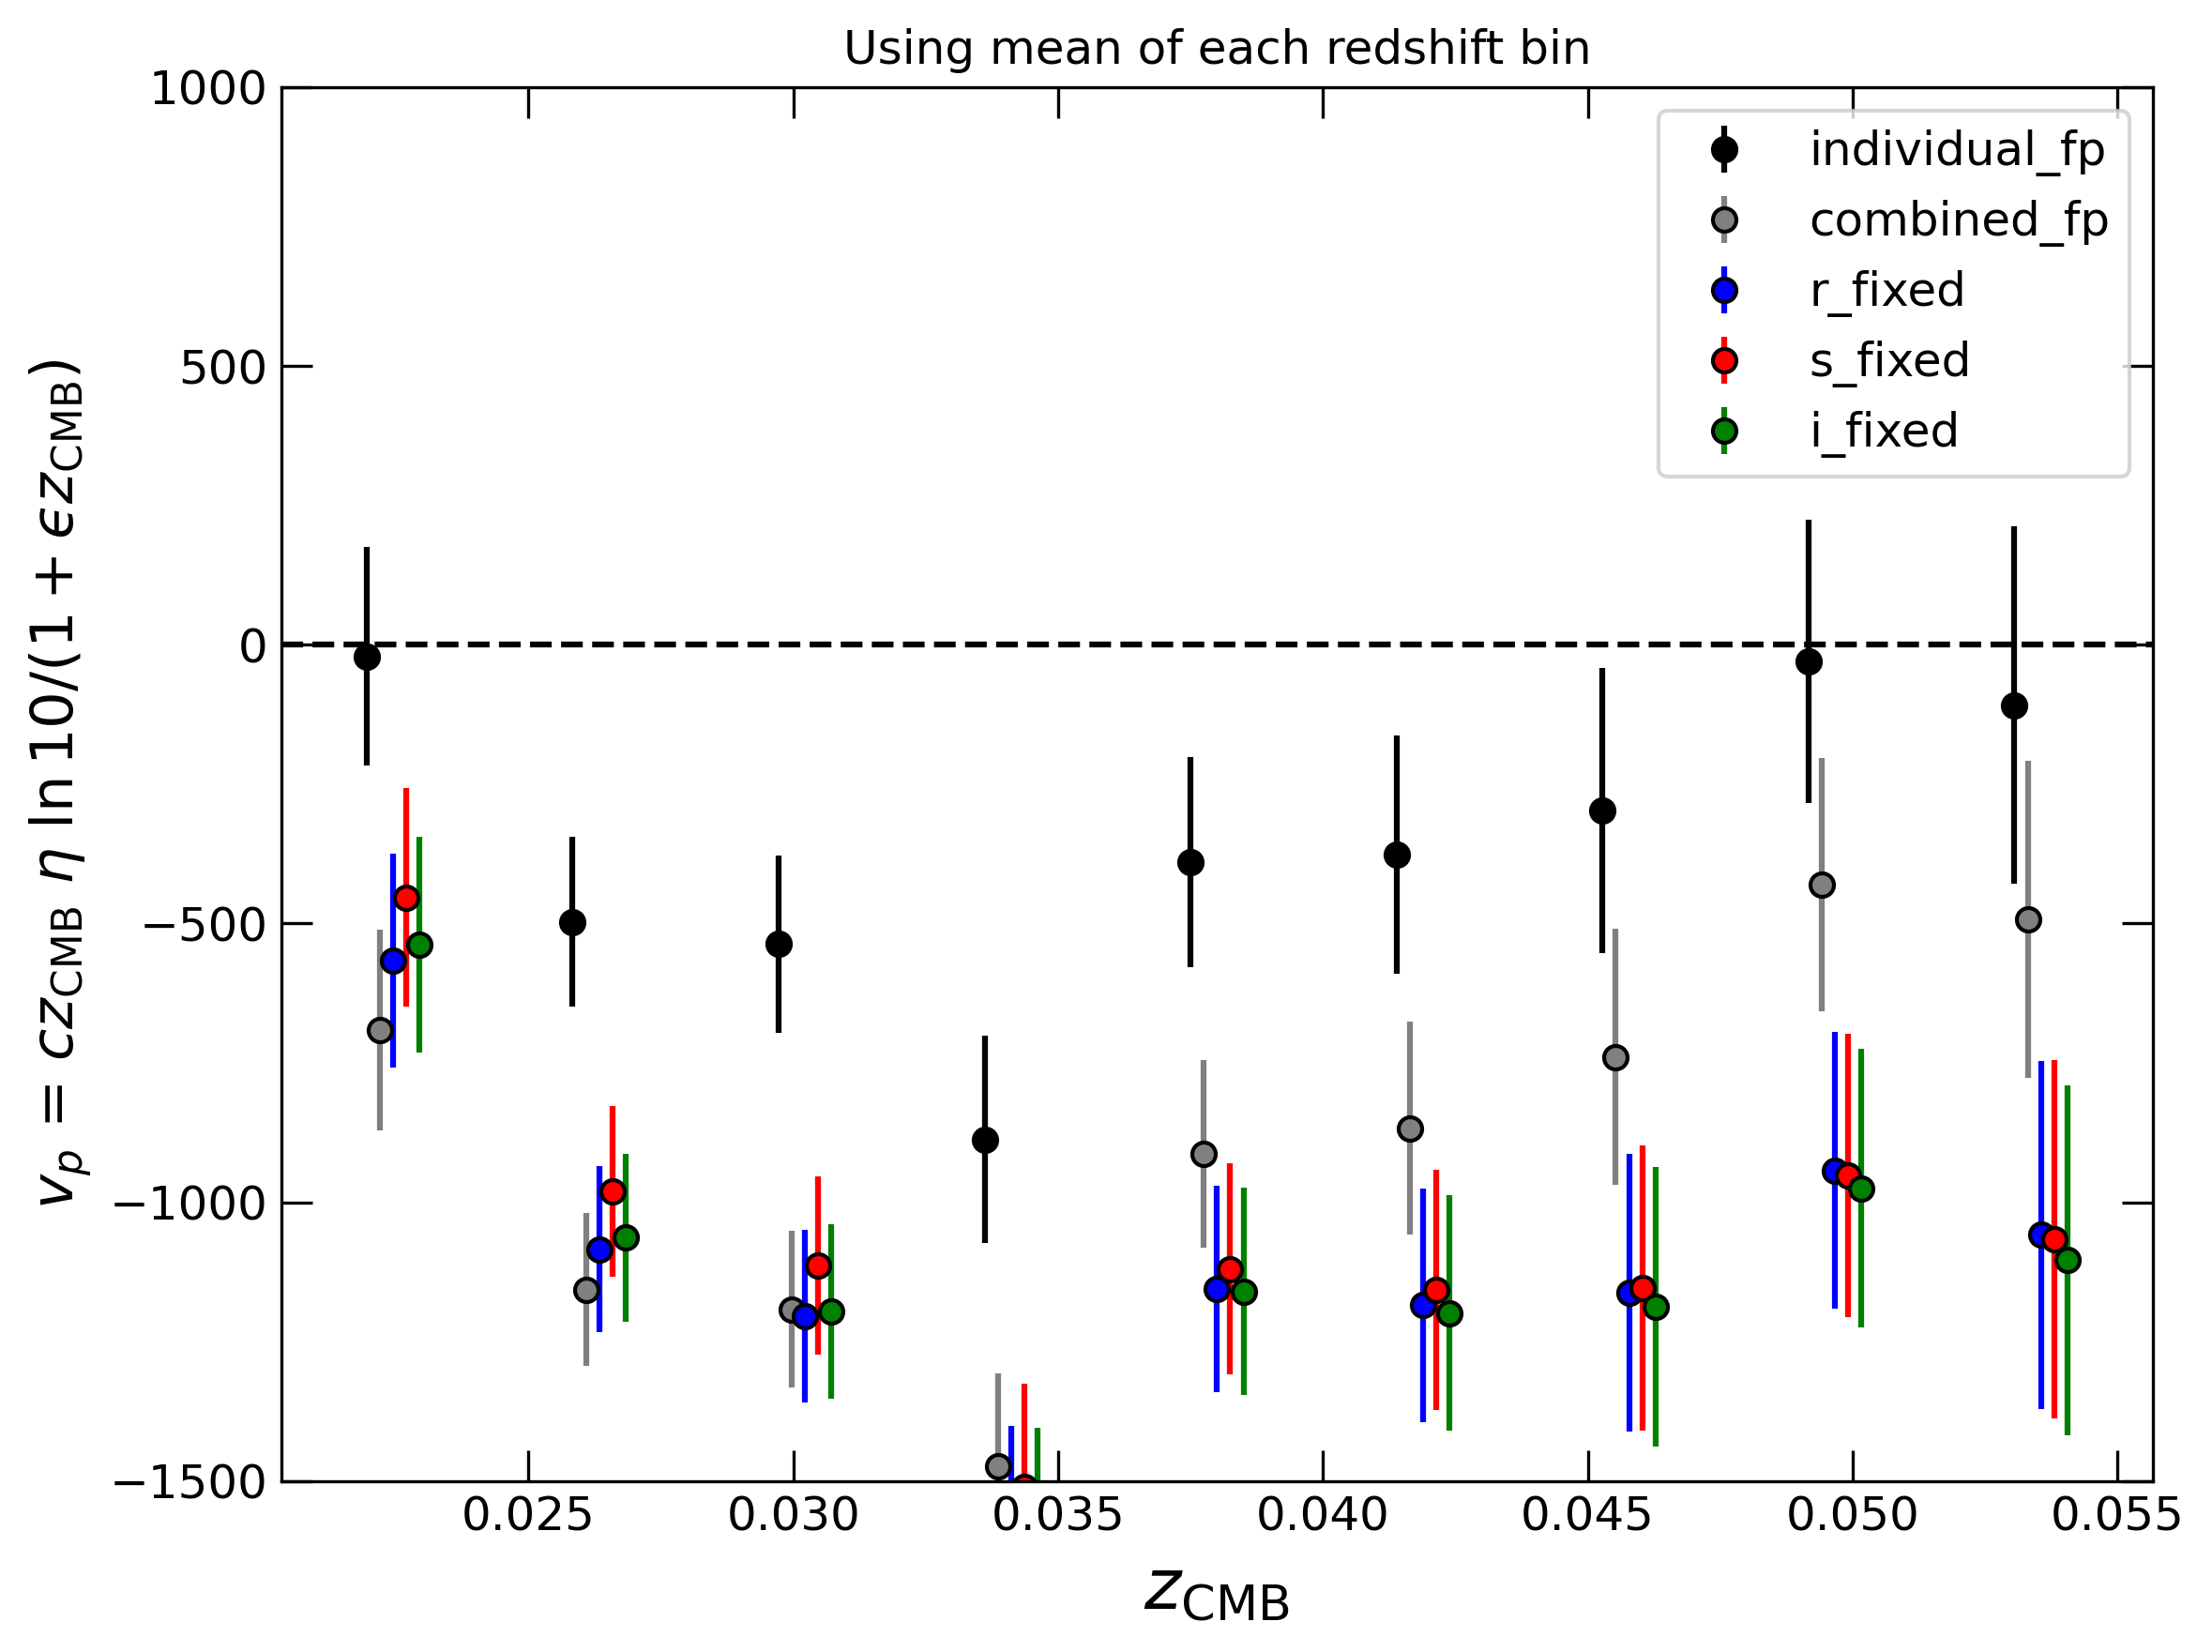 Using mean of each redshift bin
1000
500
0
−500
−1000
−1500
v_p = cz_CMB η ln 10/(1 + ϵz_CMB)
individual_fp
combined_fp
r_fixed
s_fixed
i_fixed
0.025 0.030 0.035 0.040 0.045 0.050 0.055
z_CMB